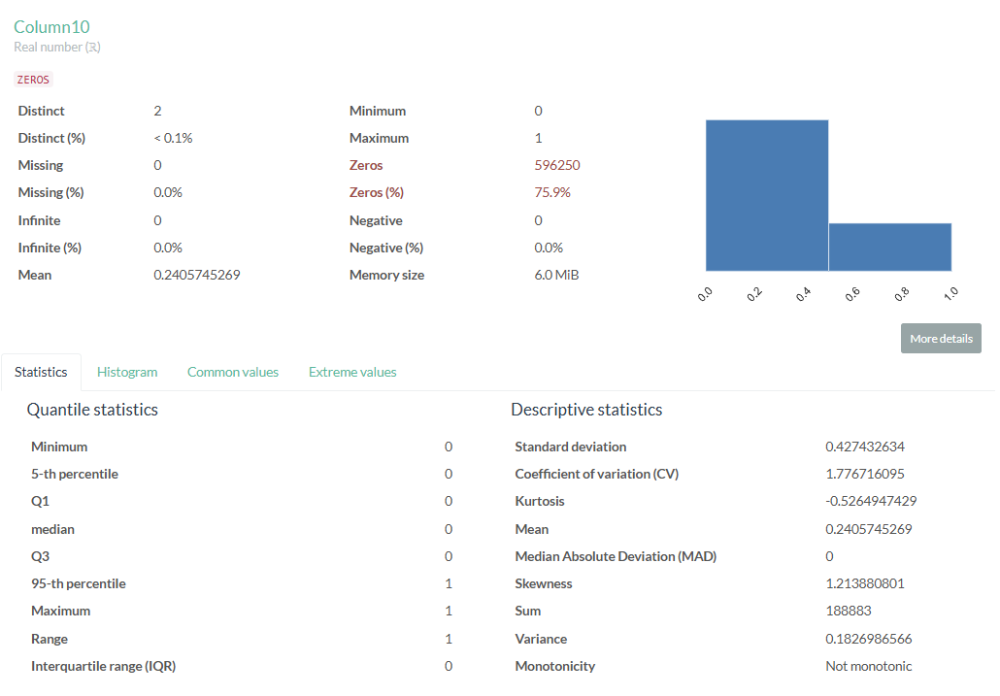 Column10
Real number (ℝ)
ZEROS
Distinct 2
Distinct (%) < 0.1%
Missing 0
Missing (%) 0.0%
Infinite 0
Infinite (%) 0.0%
Mean 0.2405745269
Minimum 0
Maximum 1
Zeros 596250
Zeros (%) 75.9%
Negative 0
Negative (%) 0.0%
Memory size 6.0 MiB
0.0 0.2 0.4 0.6 0.8 1.0
More details
Statistics Histogram Common values Extreme values
Quantile statistics
Minimum 0
5-th percentile 0
Q1 0
median 0
Q3 0
95-th percentile 1
Maximum 1
Range 1
Interquartile range (IQR) 0
Descriptive statistics
Standard deviation 0.427432634
Coefficient of variation (CV) 1.776716095
Kurtosis -0.5264947429
Mean 0.2405745269
Median Absolute Deviation (MAD) 0
Skewness 1.213880801
Sum 188883
Variance 0.1826986566
Monotonicity Not monotonic